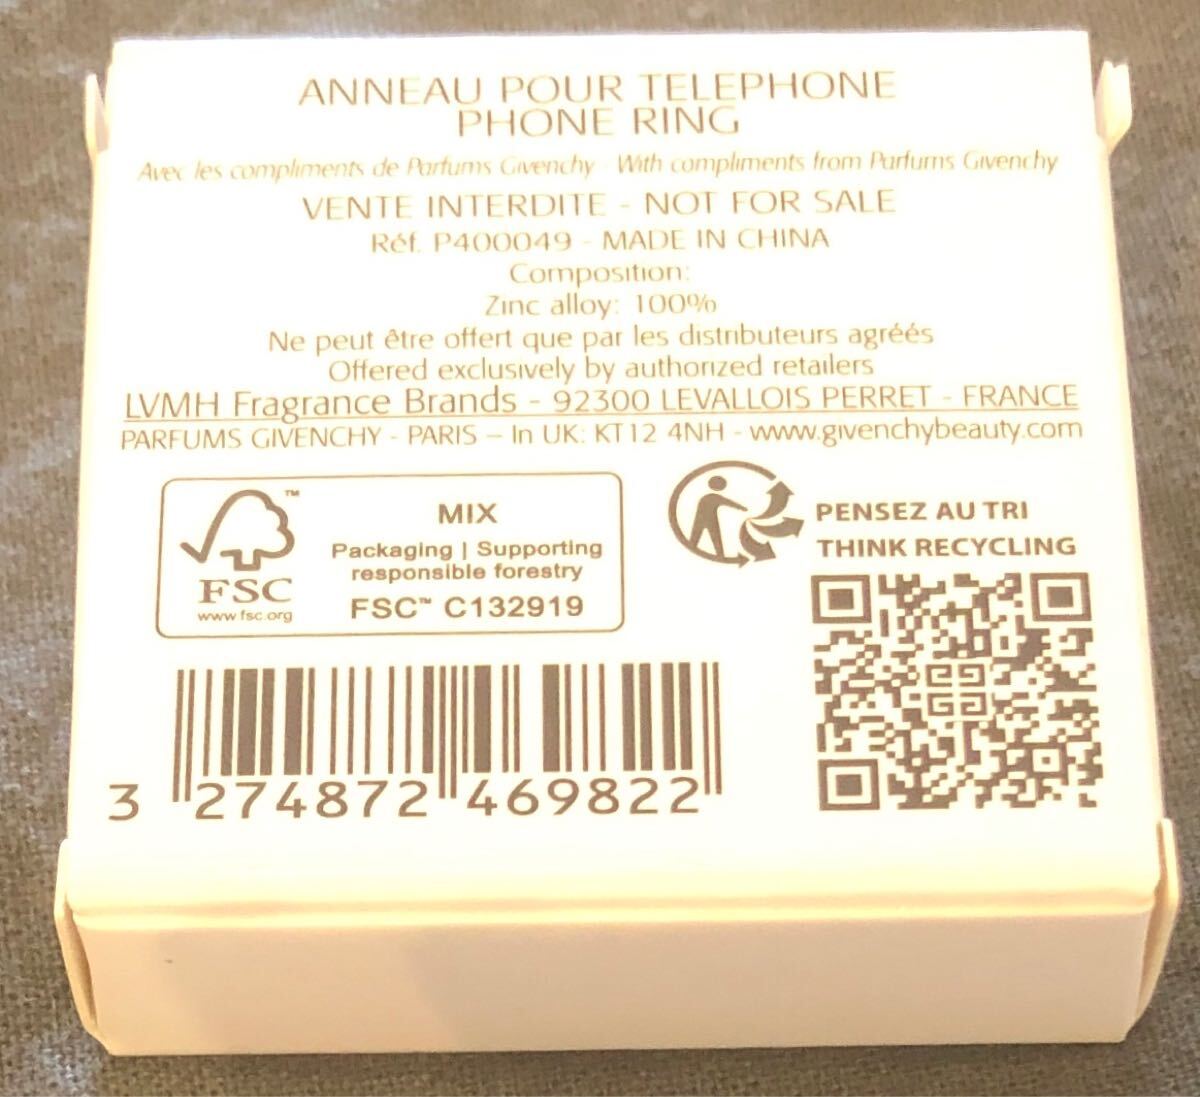 ANNEAU POUR TELEPHONE
PHONE RING
Avec les compliments de Parfums Givenchy - With compliments from Parfums Givenchy
VENTE INTERDITE - NOT FOR SALE
Réf. P400049 - MADE IN CHINA
Composition:
Zinc alloy: 100%
Ne peut être offert que par les distributeurs agréés
Offered exclusively by authorized retailers
LVMH Fragrance Brands - 92300 LEVALLOIS PERRET - FRANCE
PARFUMS GIVENCHY - PARIS – In UK: KT12 4NH - www.givenchybeauty.com
FSC
www.fsc.org
MIX
Packaging | Supporting
responsible forestry
FSC™ C132919
PENSEZ AU TRI
THINK RECYCLING
3 274872 469822